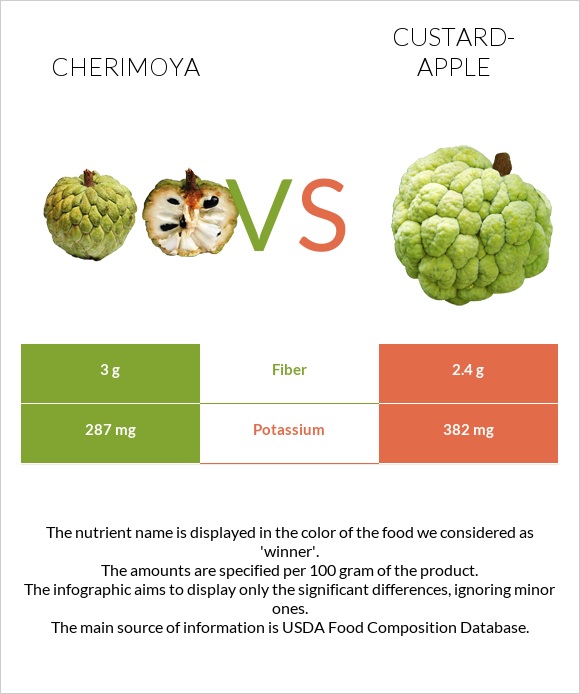 CHERIMOYA
CUSTARD-
APPLE
VS
3 g Fiber 2.4 g
287 mg Potassium 382 mg
The nutrient name is displayed in the color of the food we considered as
'winner'.
The amounts are specified per 100 gram of the product.
The infographic aims to display only the significant differences, ignoring minor
ones.
The main source of information is USDA Food Composition Database.